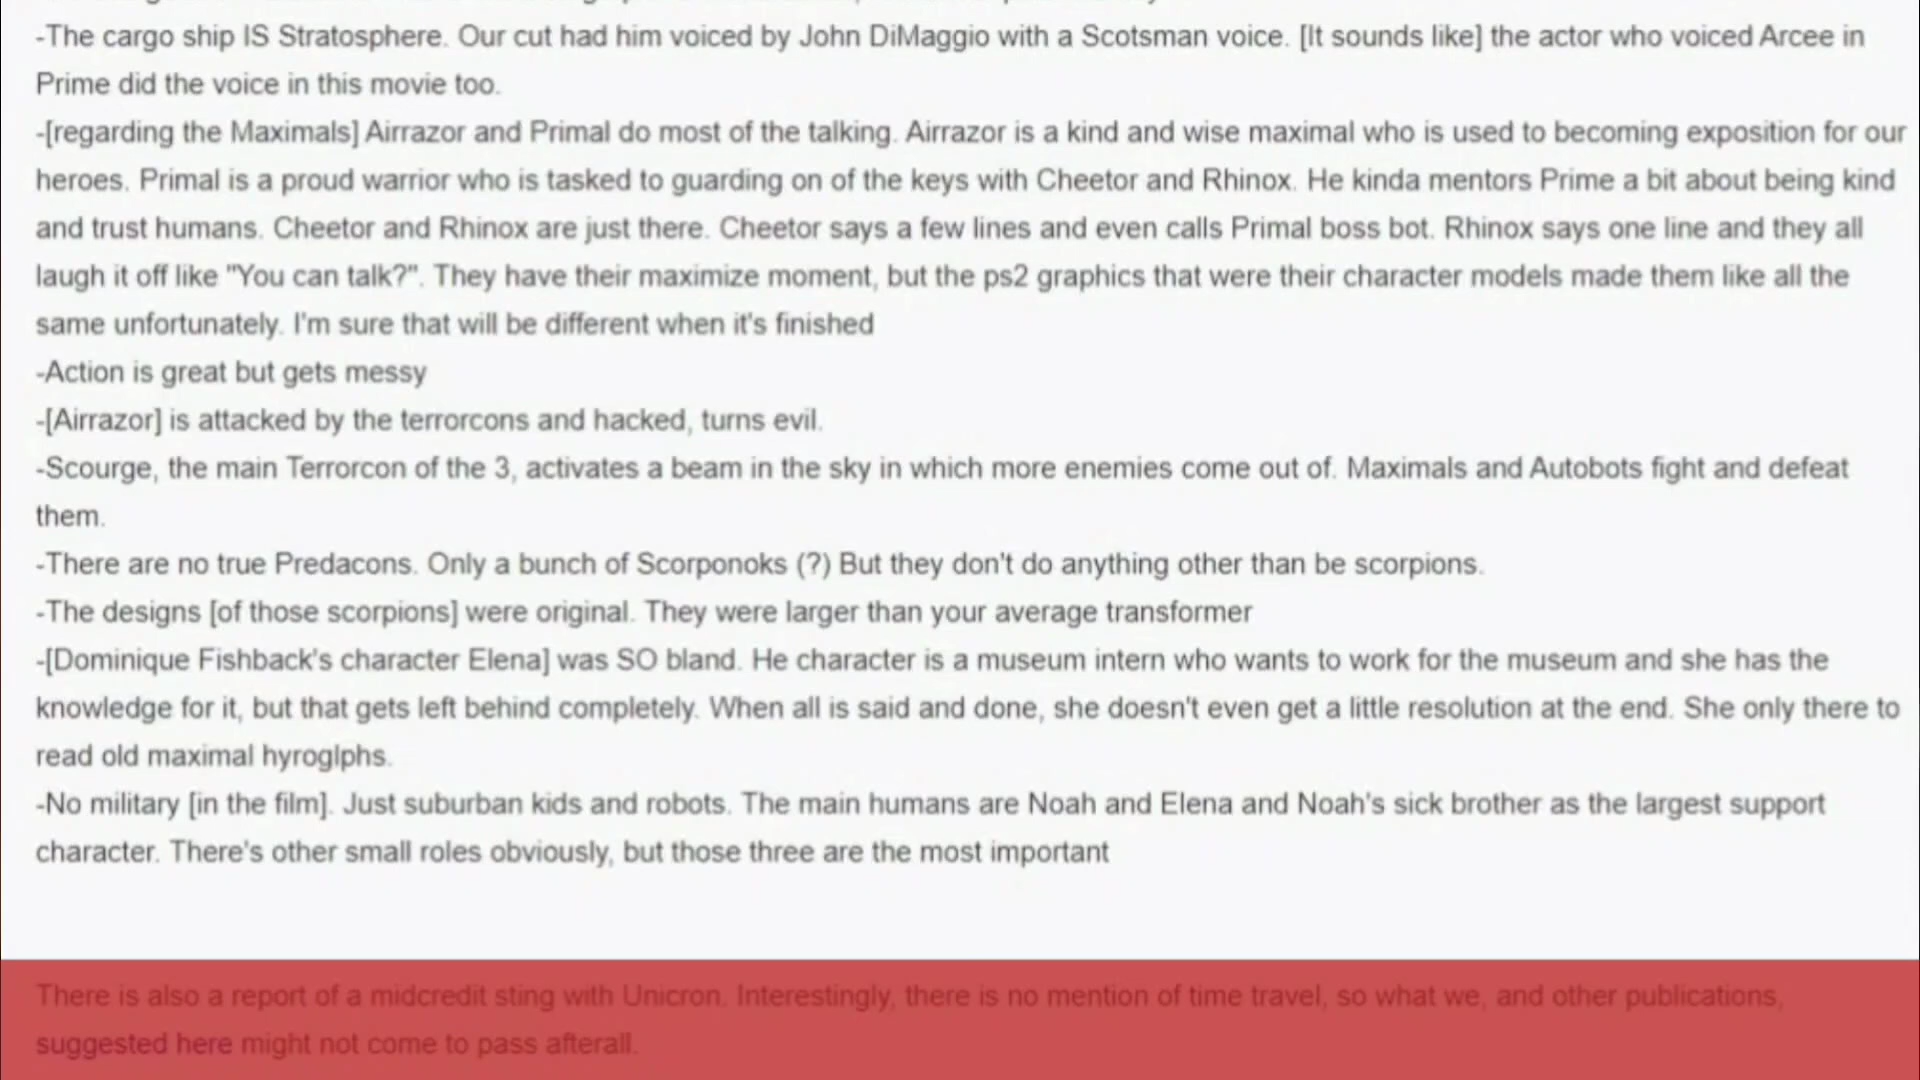 -The cargo ship IS Stratosphere. Our cut had him voiced by John DiMaggio with a Scotsman voice. [It sounds like] the actor who voiced Arcee in
Prime did the voice in this movie too.
-[regarding the Maximals] Airrazor and Primal do most of the talking. Airrazor is a kind and wise maximal who is used to becoming exposition for our
heroes. Primal is a proud warrior who is tasked to guarding on of the keys with Cheetor and Rhinox. He kinda mentors Prime a bit about being kind
and trust humans. Cheetor and Rhinox are just there. Cheetor says a few lines and even calls Primal boss bot. Rhinox says one line and they all
laugh it off like "You can talk?". They have their maximize moment, but the ps2 graphics that were their character models made them like all the
same unfortunately. I'm sure that will be different when it's finished
-Action is great but gets messy
-[Airrazor] is attacked by the terrorcons and hacked, turns evil.
-Scourge, the main Terrorcon of the 3, activates a beam in the sky in which more enemies come out of. Maximals and Autobots fight and defeat
them.
-There are no true Predacons. Only a bunch of Scorponoks (?) But they don't do anything other than be scorpions.
-The designs [of those scorpions] were original. They were larger than your average transformer
-[Dominique Fishback's character Elena] was SO bland. He character is a museum intern who wants to work for the museum and she has the
knowledge for it, but that gets left behind completely. When all is said and done, she doesn't even get a little resolution at the end. She only there to
read old maximal hyroglphs.
-No military [in the film]. Just suburban kids and robots. The main humans are Noah and Elena and Noah's sick brother as the largest support
character. There's other small roles obviously, but those three are the most important
There is also a report of a midcredit sting with Unicron. Interestingly, there is no mention of time travel, so what we, and other publications,
suggested here might not come to pass afterall.